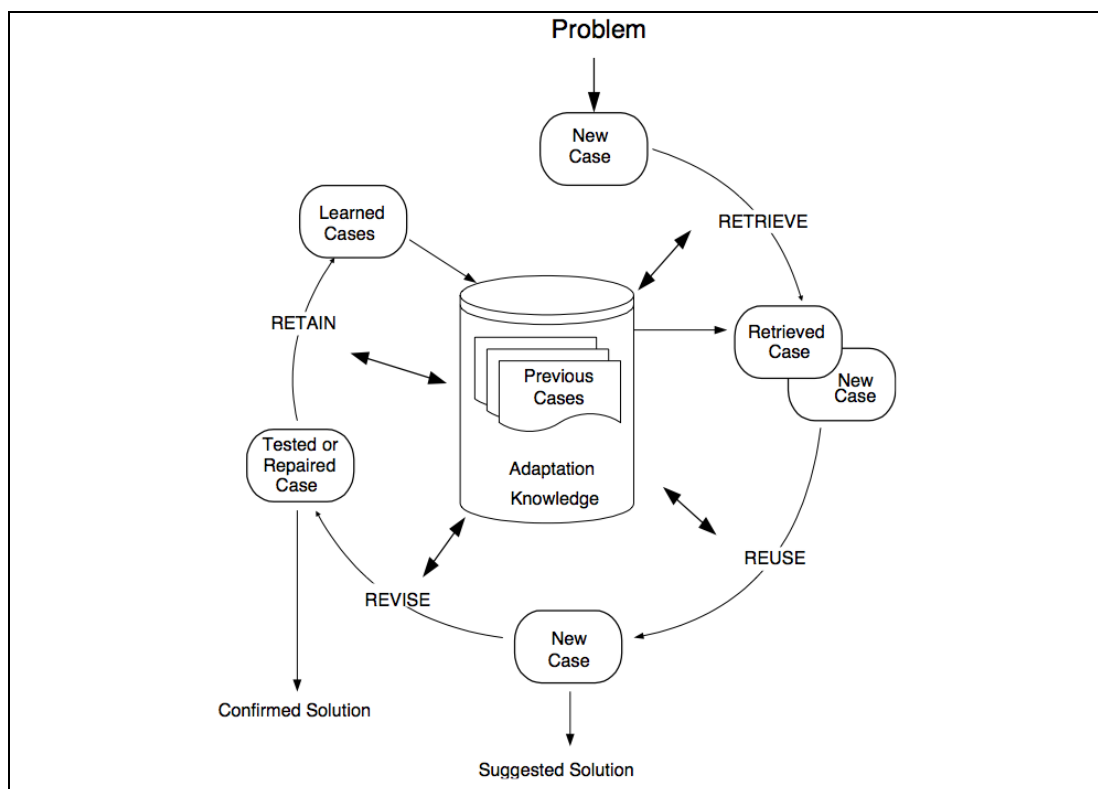 Problem
New
Case
RETRIEVE
Learned
Cases
RETAIN
Retrieved
Case
New
Case
Previous
Cases
Adaptation
Knowledge
Tested or
Repaired
Case
REUSE
REVISE
New
Case
Confirmed Solution
Suggested Solution